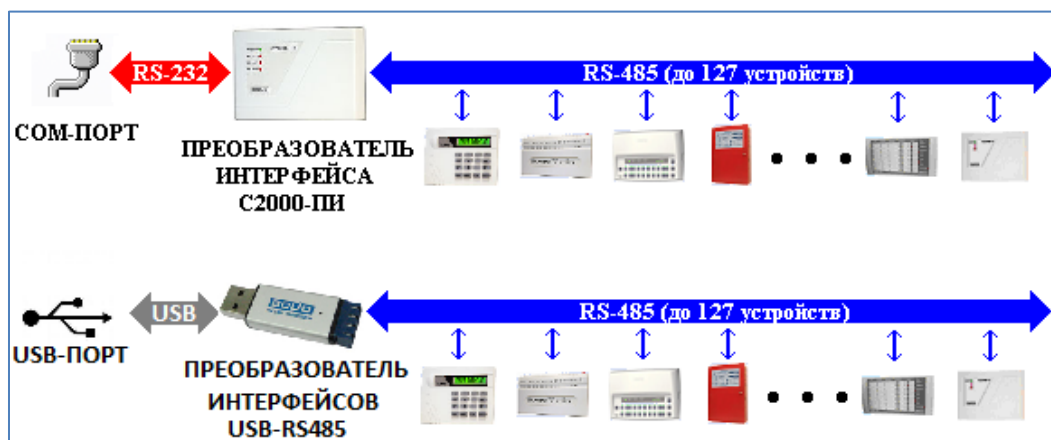 RS-232
RS-485 (до 127 устройств)
COM-ПОРТ
ПРЕОБРАЗОВАТЕЛЬ
ИНТЕРФЕЙСА
С2000-ПИ
USB
RS-485 (до 127 устройств)
USB-ПОРТ
ПРЕОБРАЗОВАТЕЛЬ
ИНТЕРФЕЙСОВ
USB-RS485